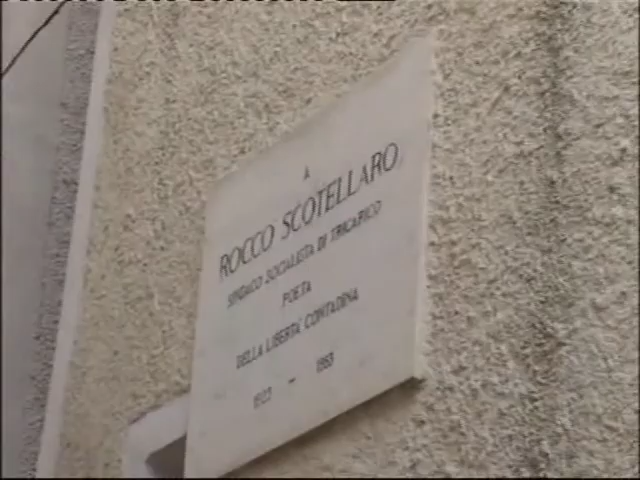 A
ROCCO SCOTELLARO
SINDACO SOCIALISTA DI TRICARICO
POETA
DELLA LIBERTÀ CONTADINA
1923 - 1953